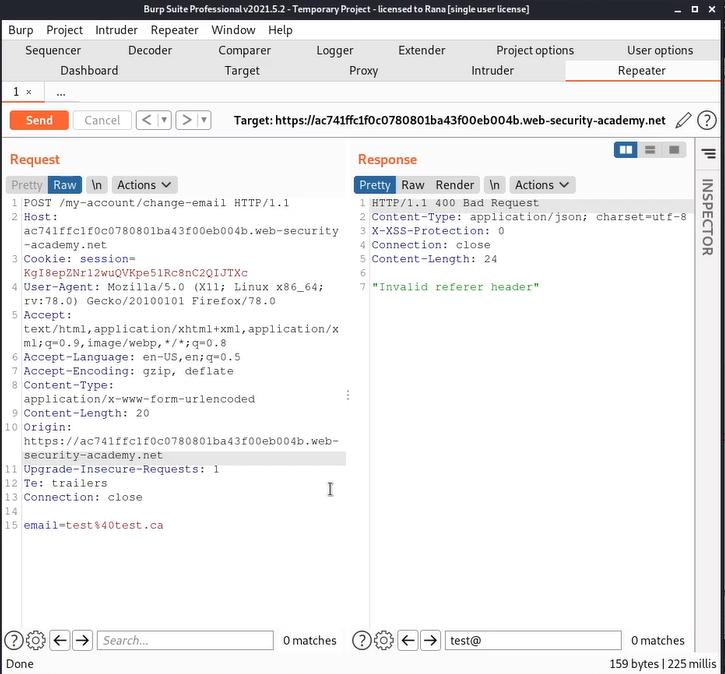 Burp Suite Professional v2021.5.2 - Temporary Project - licensed to Rana [single user license]
Burp Project Intruder Repeater Window Help
Sequencer Decoder Comparer Logger Extender Project options User options
Dashboard Target Proxy Intruder Repeater
1 × ...
Send Cancel < > Target: https://ac741ffc1f0c0780801ba43f00eb004b.web-security-academy.net ?
Request
Pretty Raw \n Actions
1 POST /my-account/change-email HTTP/1.1
2 Host:
ac741ffc1f0c0780801ba43f00eb004b.web-security
-academy.net
3 Cookie: session=
KgI8epZNr12wuQVKpe51Rc8nC2QIJTXc
4 User-Agent: Mozilla/5.0 (X11; Linux x86_64;
rv:78.0) Gecko/20100101 Firefox/78.0
5 Accept:
text/html,application/xhtml+xml,application/x
ml;q=0.9,image/webp,*/*;q=0.8
6 Accept-Language: en-US,en;q=0.5
7 Accept-Encoding: gzip, deflate
8 Content-Type:
application/x-www-form-urlencoded
9 Content-Length: 20
10 Origin:
https://ac741ffc1f0c0780801ba43f00eb004b.web-
security-academy.net
11 Upgrade-Insecure-Requests: 1
12 Te: trailers
13 Connection: close
14
15 email=test%40test.ca
? Search... 0 matches
Response
Pretty Raw Render \n Actions
1 HTTP/1.1 400 Bad Request
2 Content-Type: application/json; charset=utf-8
3 X-XSS-Protection: 0
4 Connection: close
5 Content-Length: 24
6
7 "Invalid referer header"
? test@ 0 matches
INSPECTOR
Done 159 bytes | 225 millis